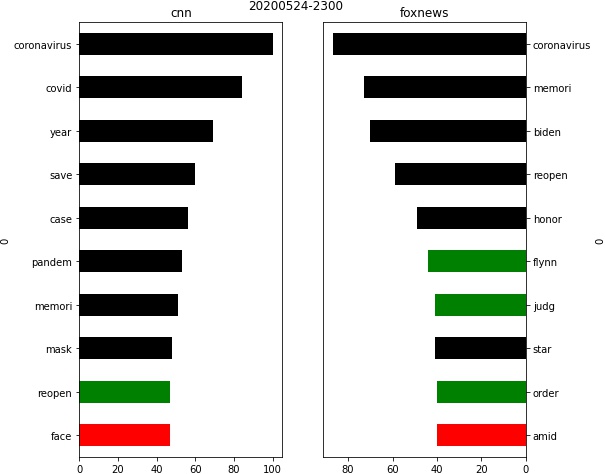 20200524-2300
cnn
foxnews
coronavirus
covid
year
save
case
pandem
memori
mask
reopen
face
0 20 40 60 80 100
0
coronavirus
memori
biden
reopen
honor
flynn
judg
star
order
amid
80 60 40 20 0
0